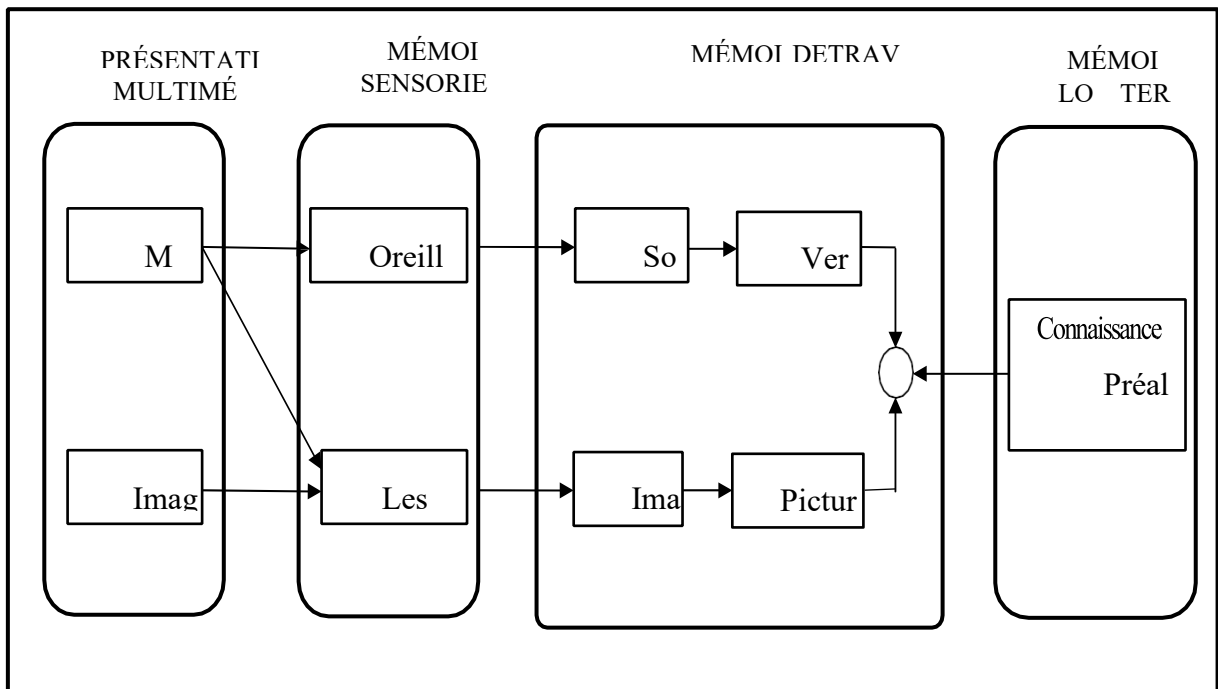 PRÉSENTATI
MULTIMÉ
MÉMOI
SENSORIE
MÉMOI DETRAV
MÉMOI
LO TER
M
Oreill
So
Ver
Connaissance
Préal
Imag
Les
Ima
Pictur